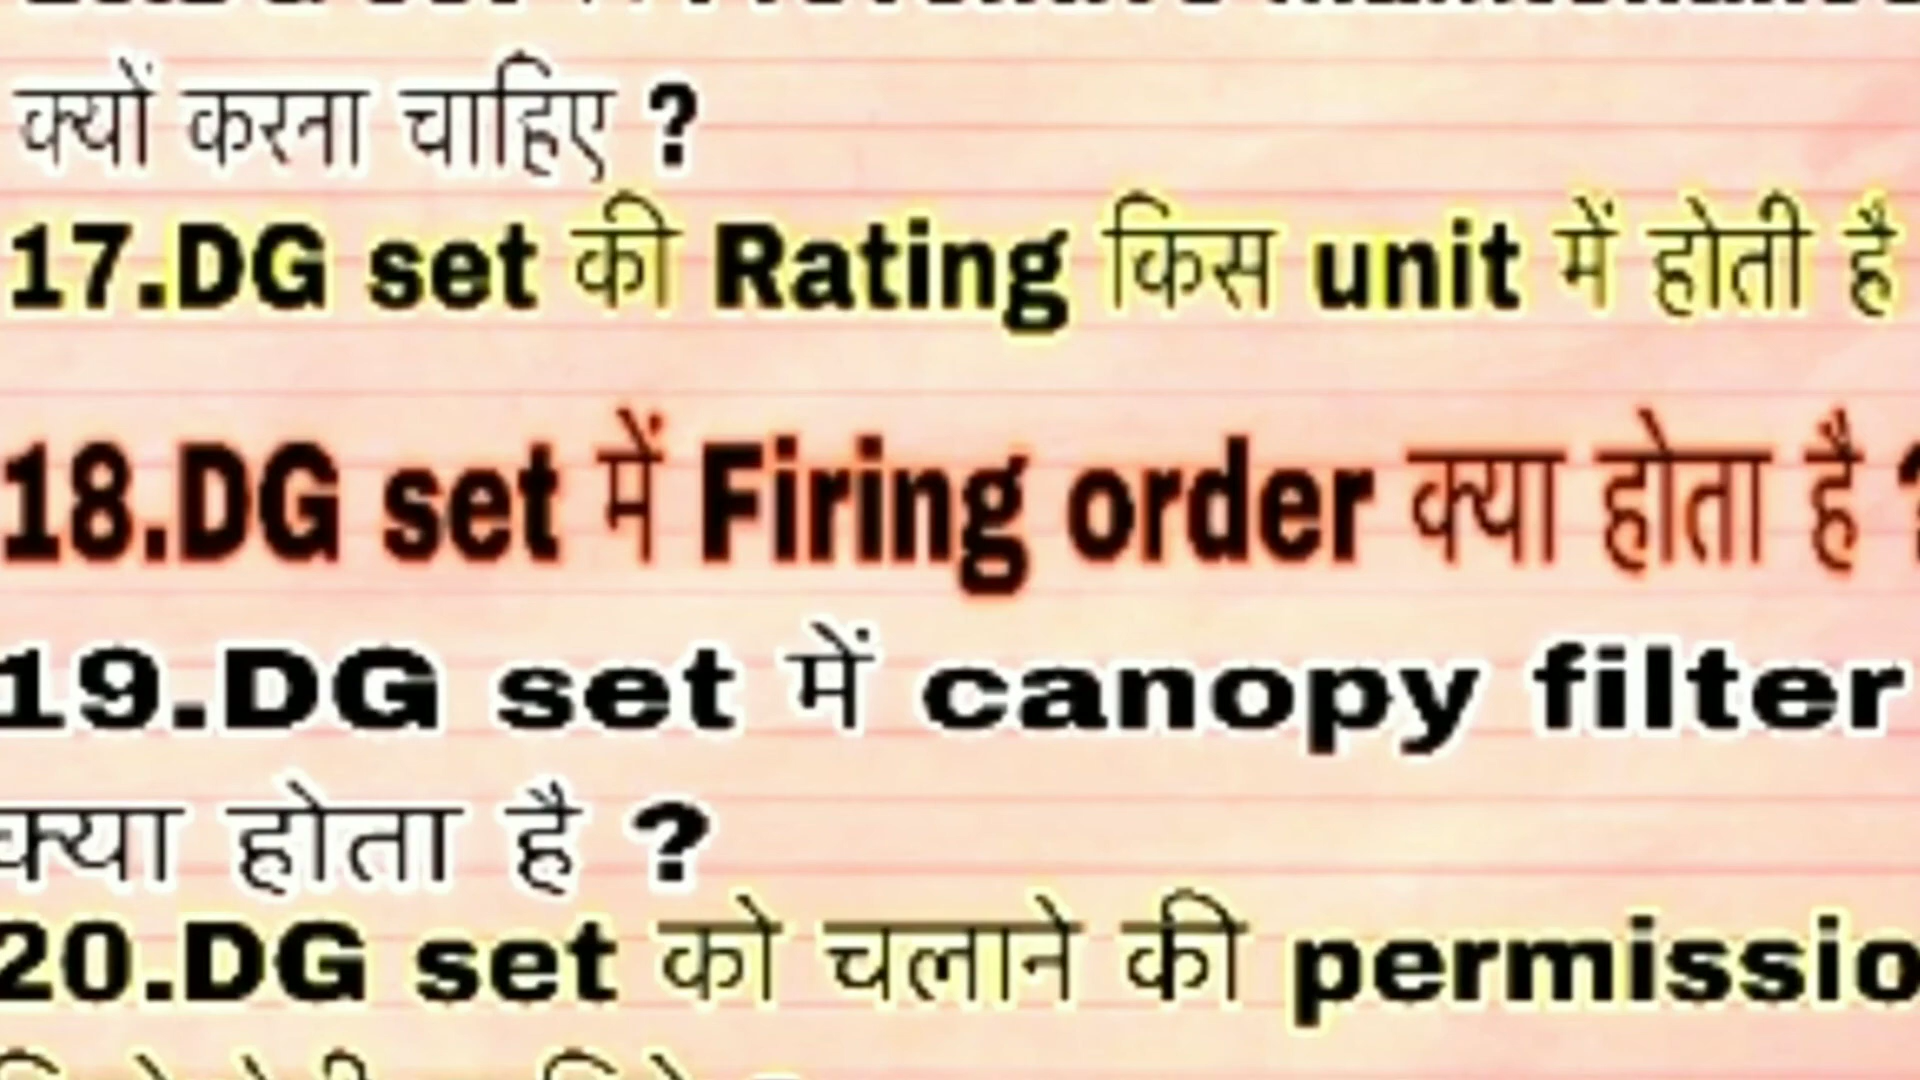 क्यों करना चाहिए ?
17.DG set की Rating किस unit में होती है
18.DG set में Firing order क्या होता है ?
19.DG set में canopy filter
क्या होता है ?
20.DG set को चलाने की permissio